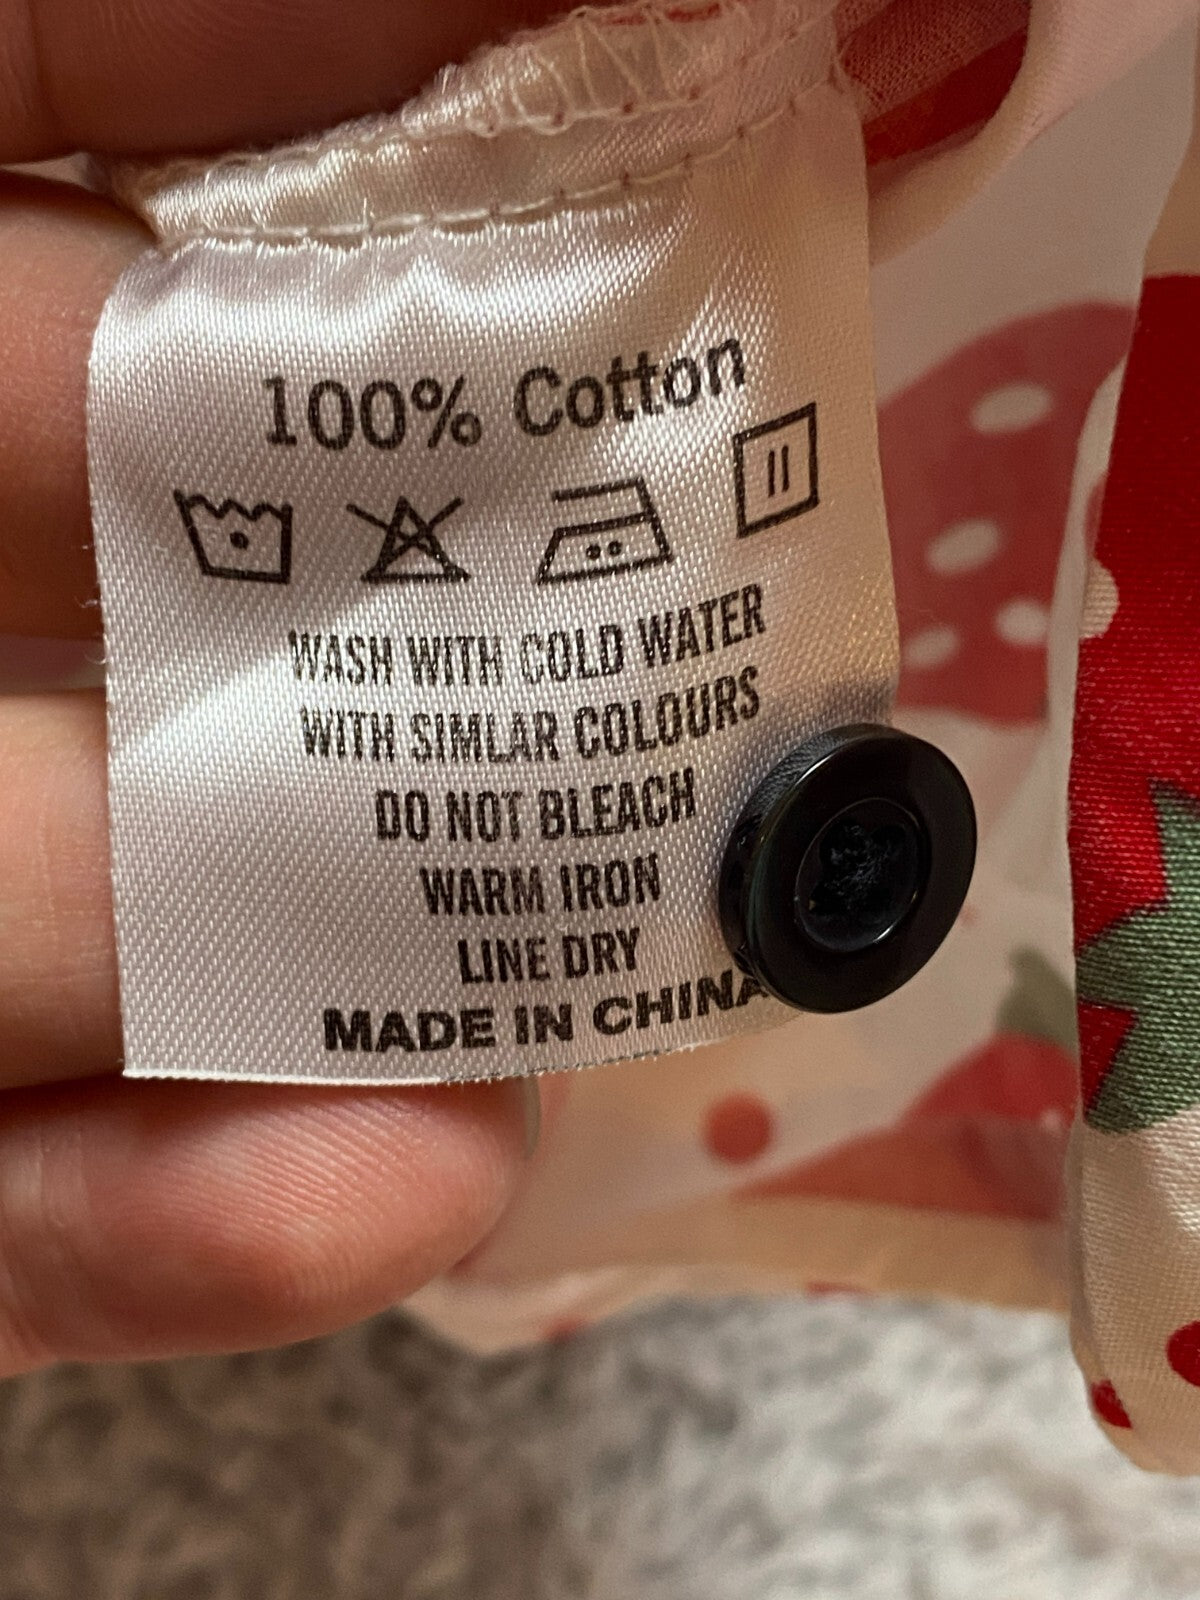 100% Cotton
WASH WITH COLD WATER
WITH SIMLAR COLOURS
DO NOT BLEACH
WARM IRON
LINE DRY
MADE IN CHINA